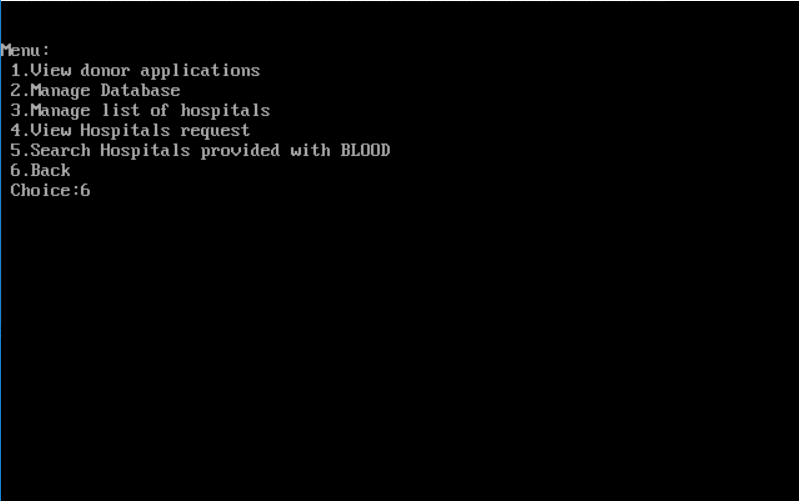 Menu:
1.View donor applications
2.Manage Database
3.Manage list of hospitals
4.View Hospitals request
5.Search Hospitals provided with BLOOD
6.Back
Choice:6